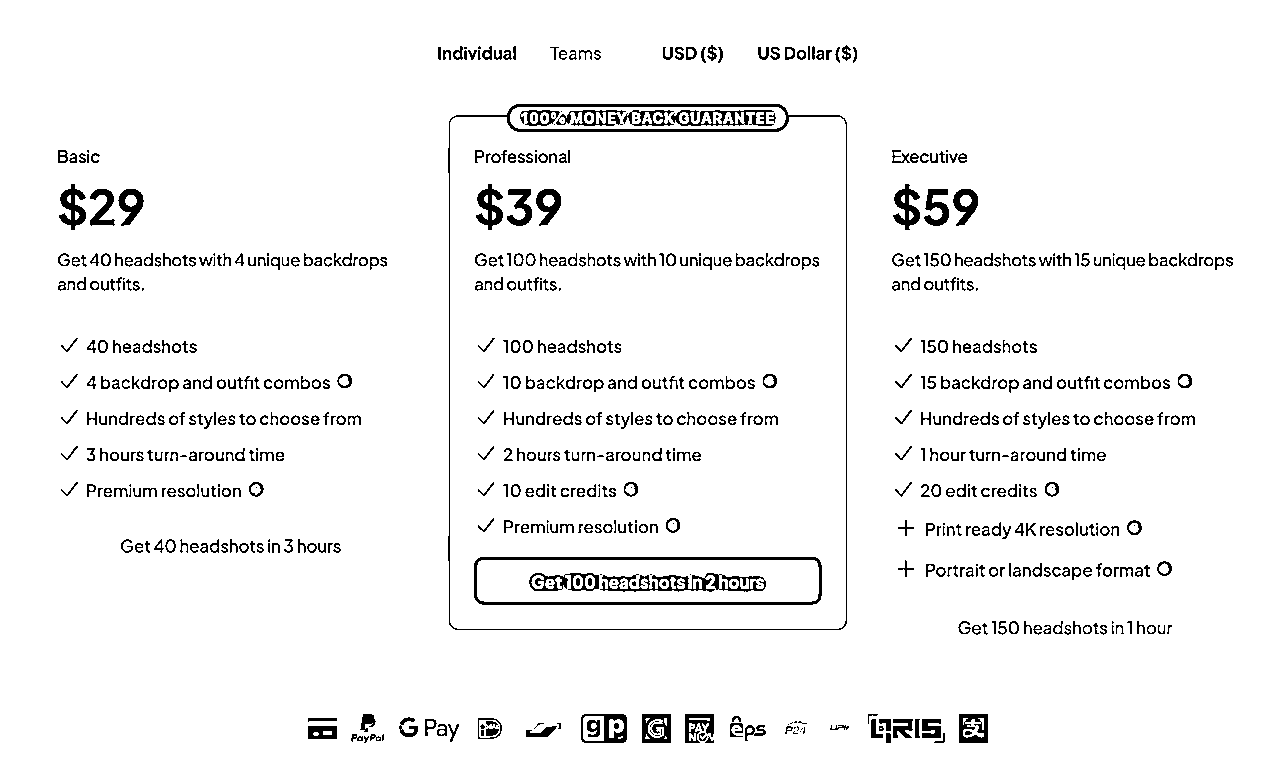 Individual Teams USD ($) US Dollar ($)
100% MONEY BACK GUARANTEE
Basic
$29
Get 40 headshots with 4 unique backdrops
and outfits.
40 headshots
4 backdrop and outfit combos
Hundreds of styles to choose from
3 hours turn-around time
Premium resolution
Get 40 headshots in 3 hours
Professional
$39
Get 100 headshots with 10 unique backdrops
and outfits.
100 headshots
10 backdrop and outfit combos
Hundreds of styles to choose from
2 hours turn-around time
10 edit credits
Premium resolution
Get 100 headshots in 2 hours
Executive
$59
Get 150 headshots with 15 unique backdrops
and outfits.
150 headshots
15 backdrop and outfit combos
Hundreds of styles to choose from
1 hour turn-around time
20 edit credits
Print ready 4K resolution
Portrait or landscape format
Get 150 headshots in 1 hour
PayPal G Pay iD gp G PAY NOW eps P24 UPI QRIS 支